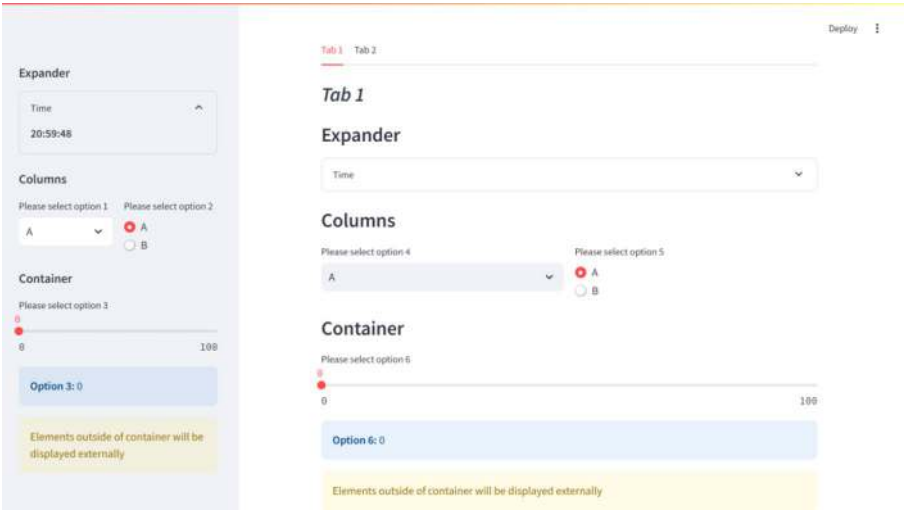 Deploy
Expander
Time
20:59:48
Columns
Please select option 1 Please select option 2
A
A
B
Container
Please select option 3
0
0 100
Option 3: 0
Elements outside of container will be
displayed externally
Tab 1 Tab 2
Tab 1
Expander
Time
Columns
Please select option 4 Please select option 5
A
A
B
Container
Please select option 6
0
0 100
Option 6: 0
Elements outside of container will be displayed externally